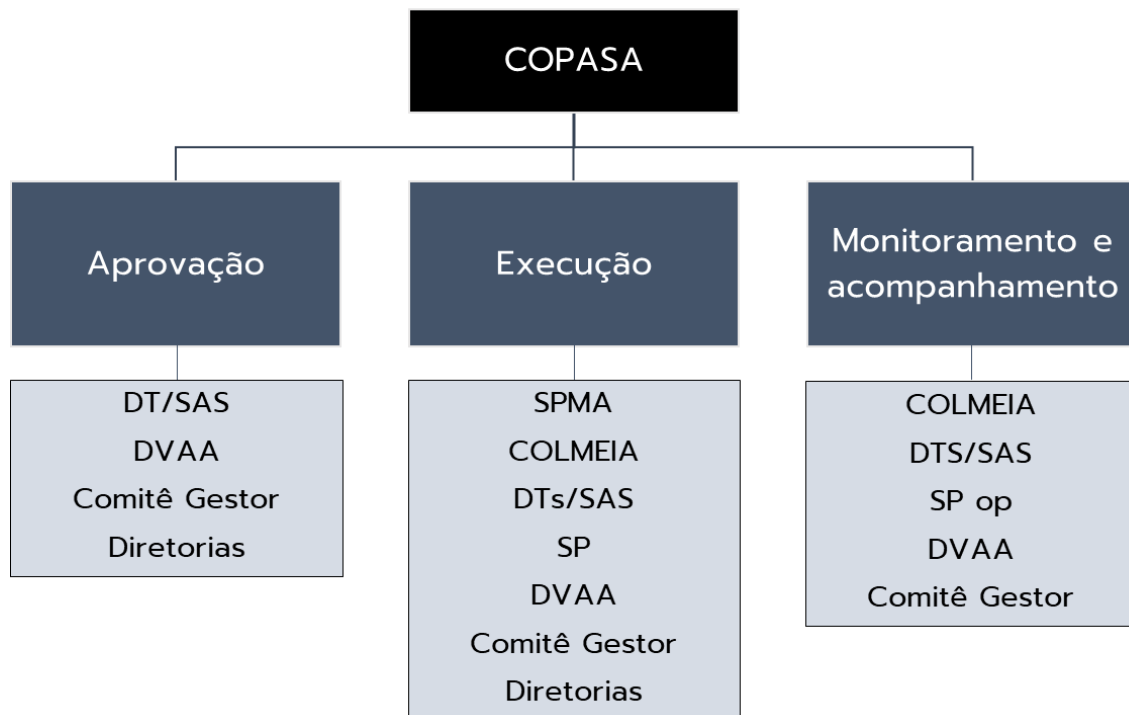 COPASA
Aprovação
Execução
Monitoramento e
acompanhamento
DT/SAS
DVAA
Comitê Gestor
Diretorias
SPMA
COLMEIA
DTs/SAS
SP
DVAA
Comitê Gestor
Diretorias
COLMEIA
DTS/SAS
SP op
DVAA
Comitê Gestor